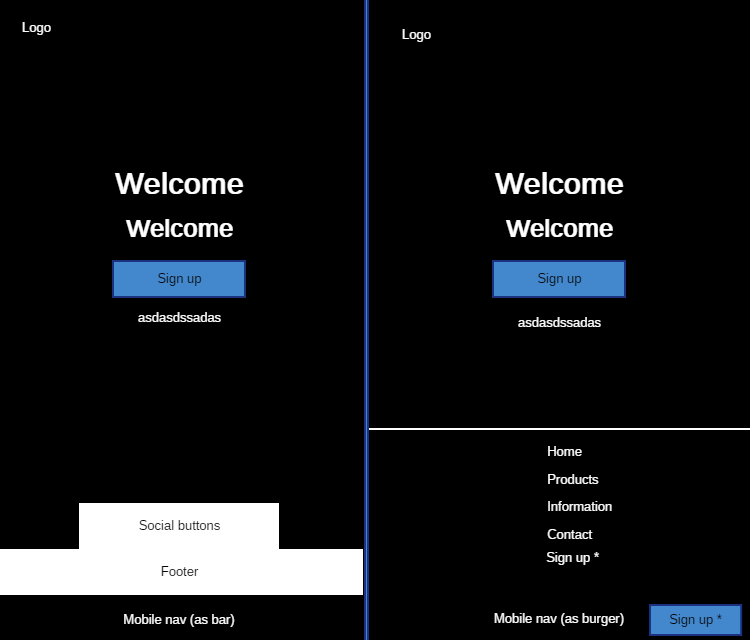 Logo
Welcome
Welcome
Sign up
asdasdssadas
Social buttons
Footer
Mobile nav (as bar)
Logo
Welcome
Welcome
Sign up
asdasdssadas
Home
Products
Information
Contact
Sign up *
Mobile nav (as burger)
Sign up *